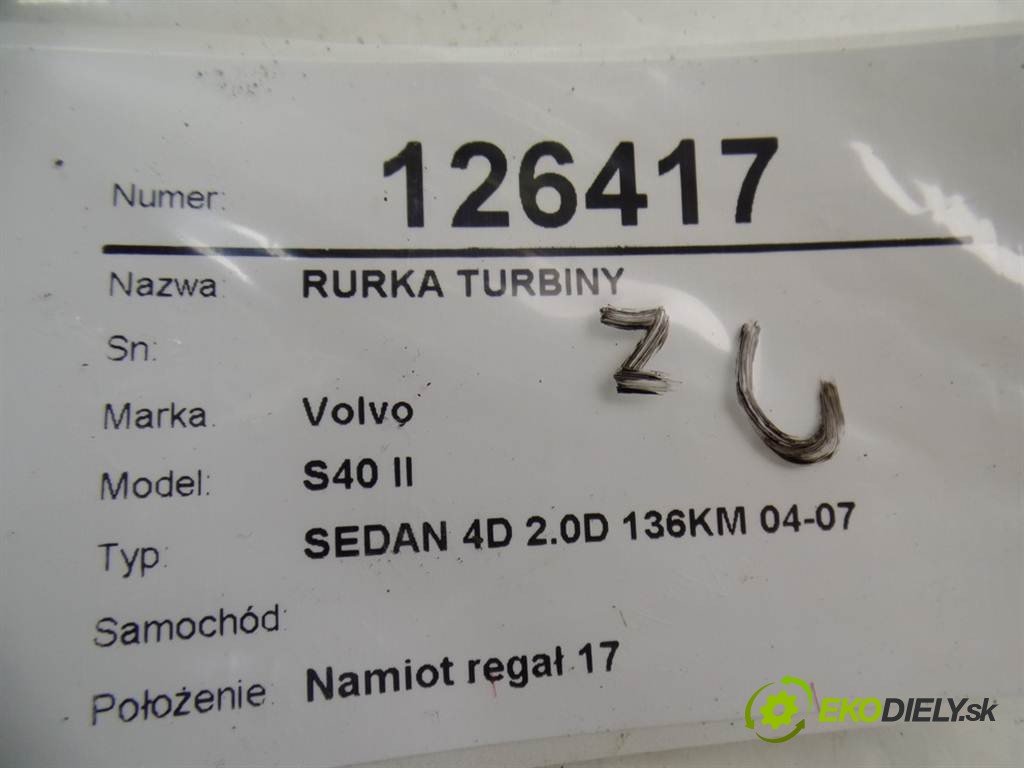 Numer: 126417
Nazwa: RURKA TURBINY
Sn:
Marka: Volvo
Model: S40 II
Typ: SEDAN 4D 2.0D 136KM 04-07
Samochód:
Położenie: Namiot regał 17
EKODIELY.sk